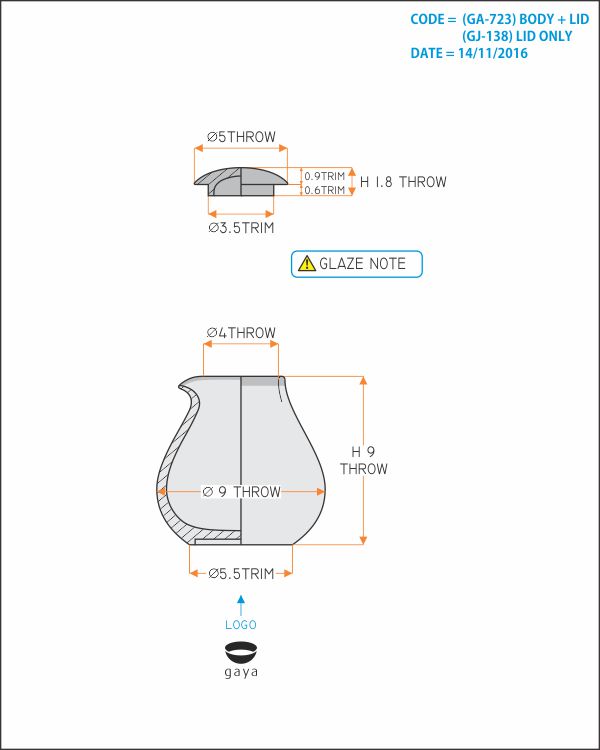 CODE = (GA-723) BODY + LID
(GJ-138) LID ONLY
DATE = 14/11/2016
Ø5THROW
0.9TRIM
H 1.8 THROW
0.6TRIM
Ø3.5TRIM
GLAZE NOTE
Ø4THROW
H 9
THROW
Ø 9 THROW
Ø5.5TRIM
LOGO
gaya